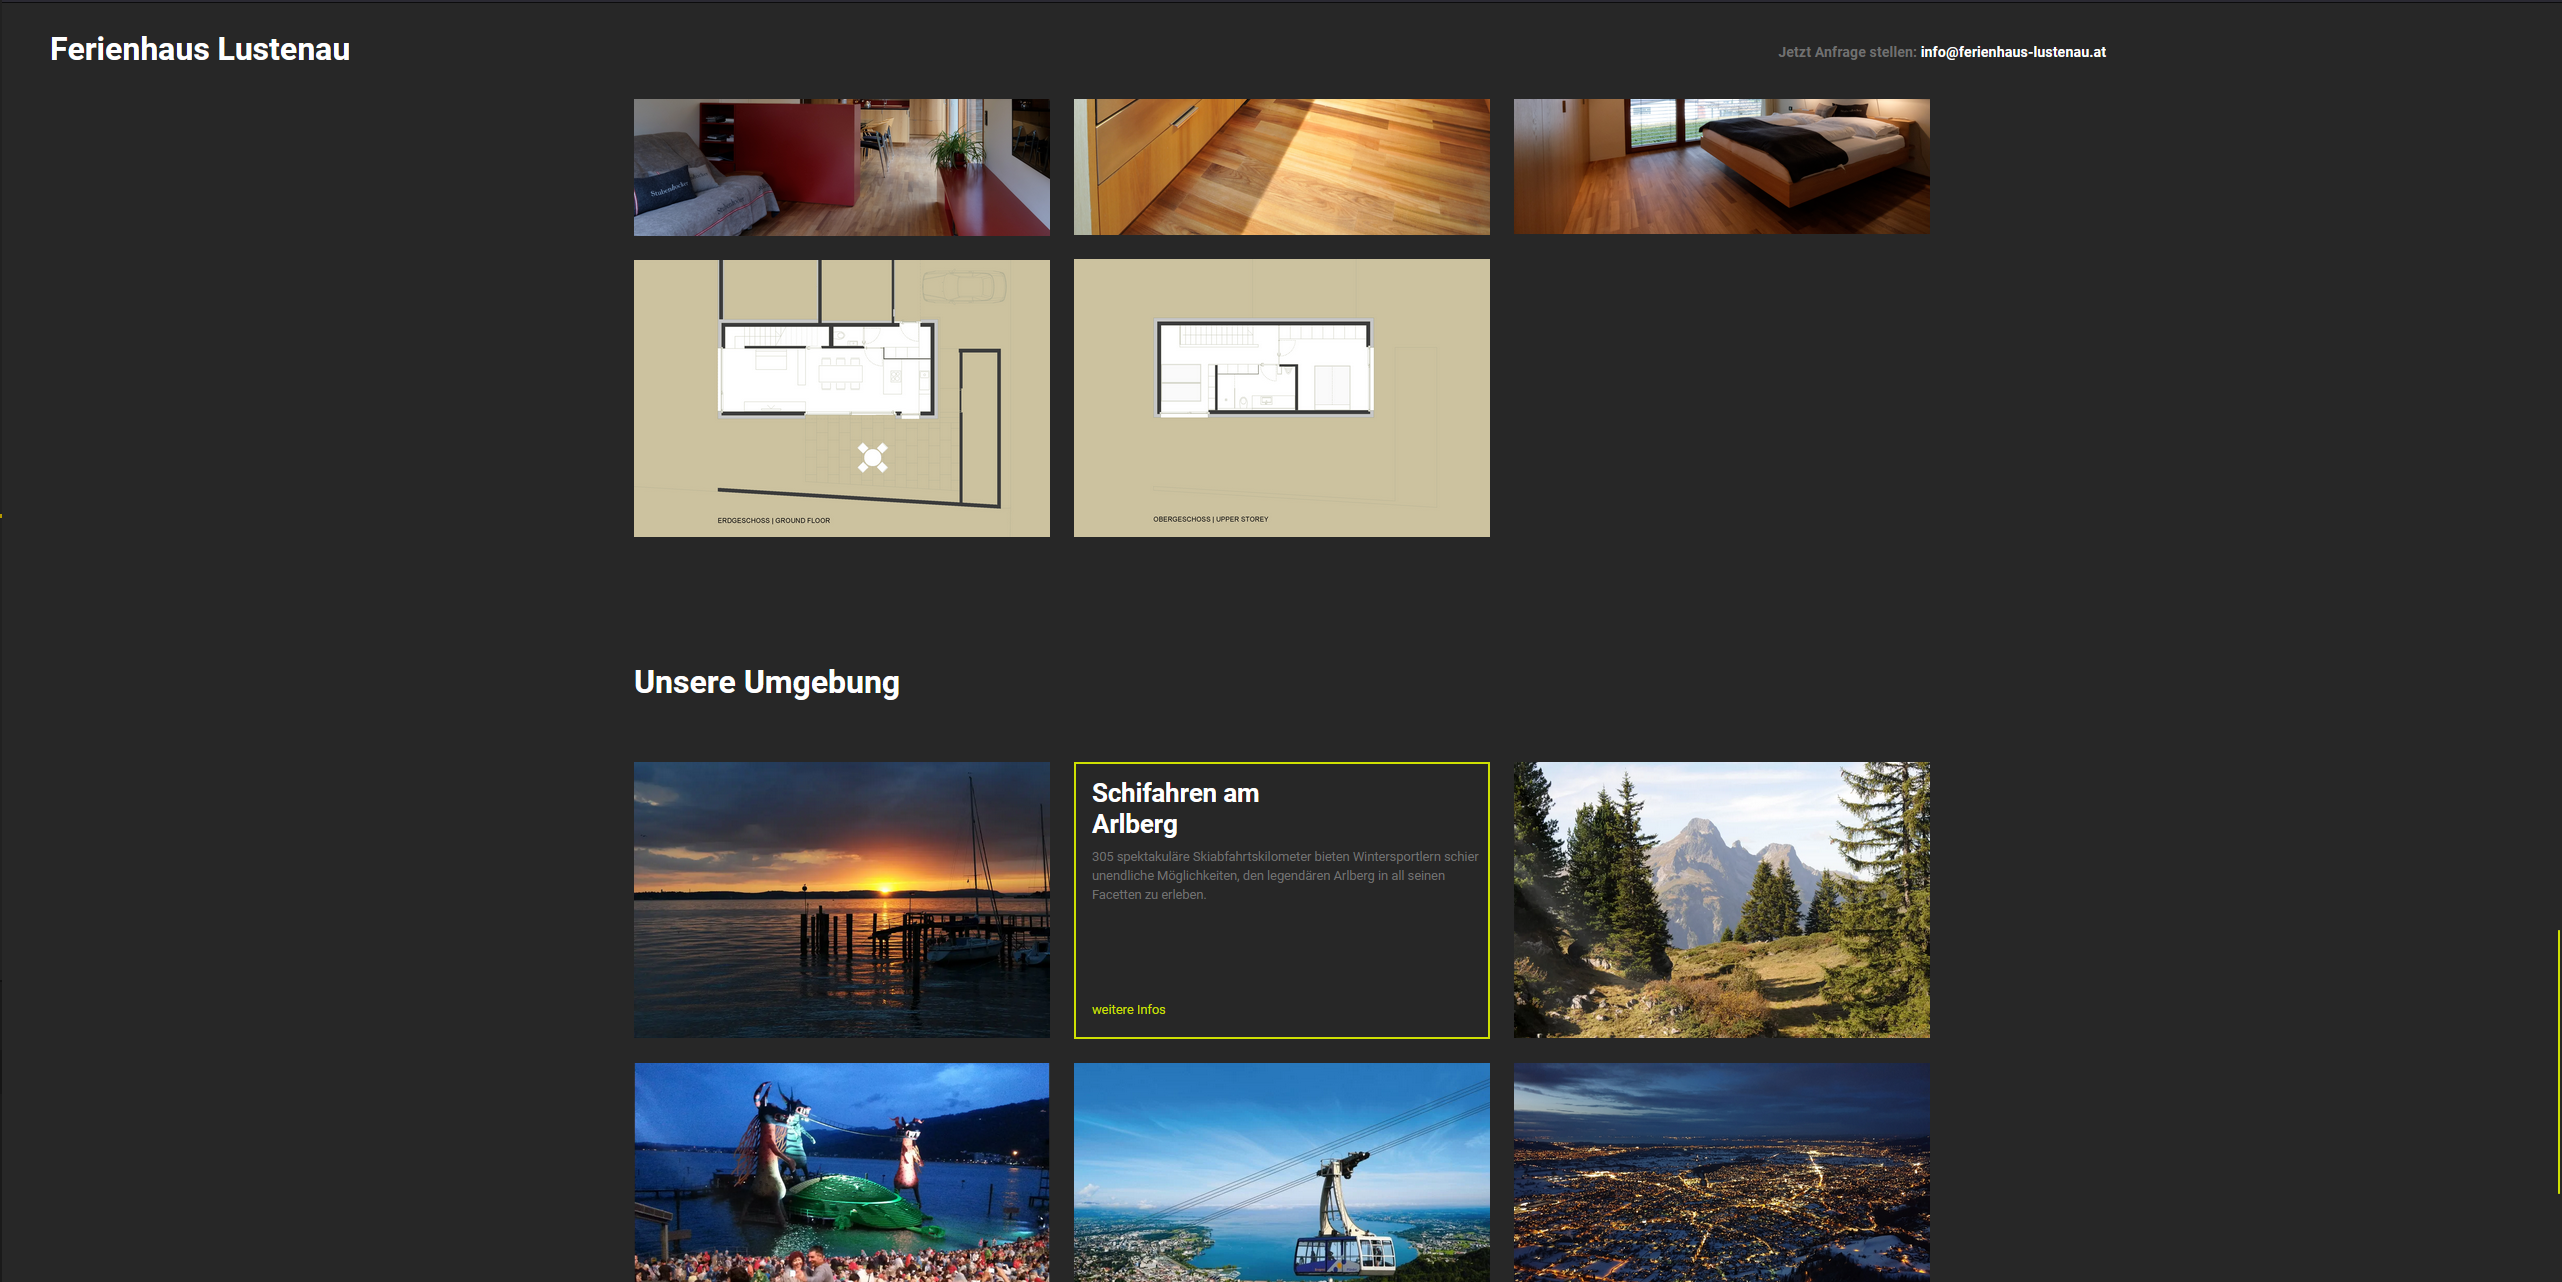 Ferienhaus Lustenau
Jetzt Anfrage stellen: info@ferienhaus-lustenau.at
Stubenhocker
Stubenhocker
ERDGESCHOSS | GROUND FLOOR
OBERGESCHOSS | UPPER STOREY
Unsere Umgebung
Schifahren am
Arlberg
305 spektakuläre Skiabfahrtskilometer bieten Wintersportlern schier
unendliche Möglichkeiten, den legendären Arlberg in all seinen
Facetten zu erleben.
weitere Infos